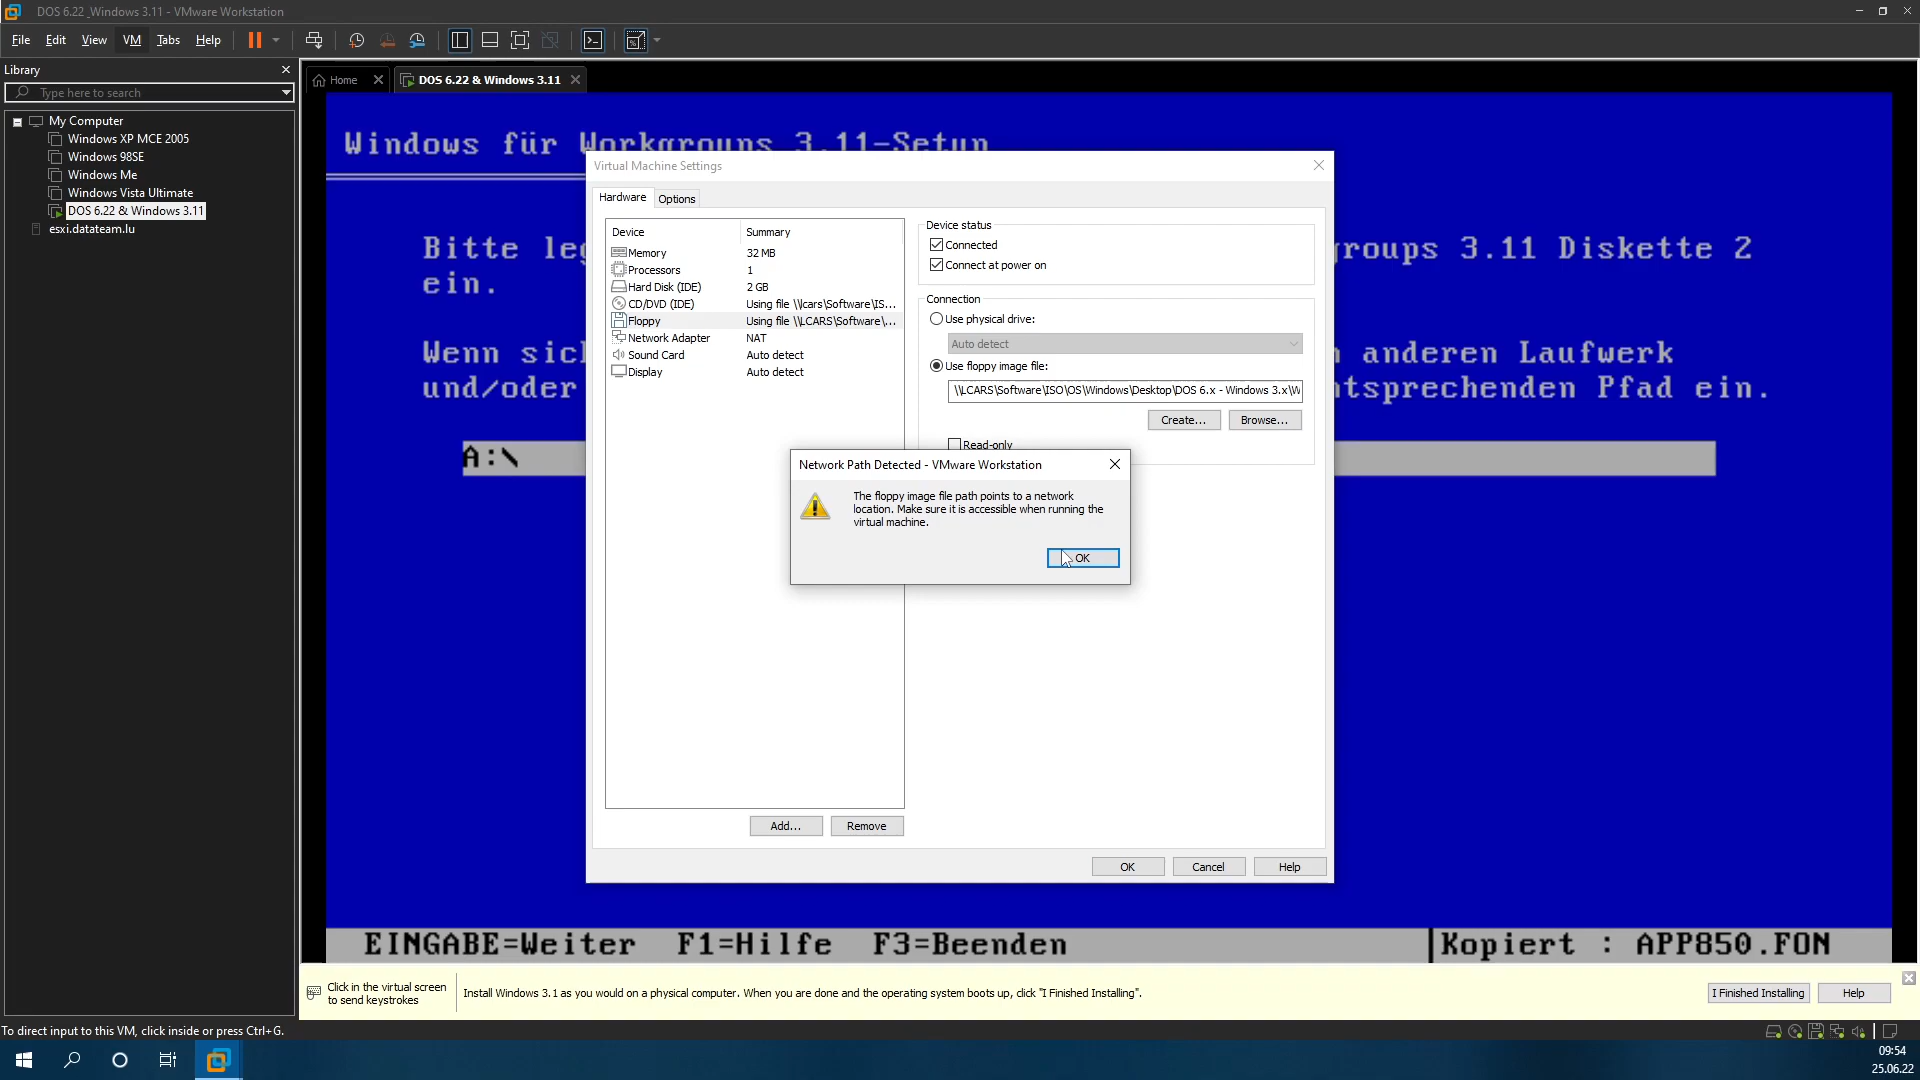 DOS 6.22 _Windows 3.11 - VMware Workstation
File Edit View VM Tabs Help
Library
Type here to search
My Computer
Windows XP MCE 2005
Windows 98SE
Windows Me
Windows Vista Ultimate
DOS 6.22 & Windows 3.11
esxi.datateam.lu
Home
DOS 6.22 & Windows 3.11
Windows für Workgroups 3.11-Setup
Bitte leg
groups 3.11 Diskette 2
ein.
Wenn sich
anderen Laufwerk
und/oder
ntsprechenden Pfad ein.
A:\
Virtual Machine Settings
Hardware Options
Device Summary
Memory 32 MB
Processors 1
Hard Disk (IDE) 2 GB
CD/DVD (IDE) Using file \\lcars\Software\IS...
Floppy Using file \\LCARS\Software\...
Network Adapter NAT
Sound Card Auto detect
Display Auto detect
Add... Remove
Device status
Connected
Connect at power on
Connection
Use physical drive:
Auto detect
Use floppy image file:
\\LCARS\Software\ISO\OS\Windows\Desktop\DOS 6.x - Windows 3.x\W
Create... Browse...
Read-only
Network Path Detected - VMware Workstation
The floppy image file path points to a network
location. Make sure it is accessible when running the
virtual machine.
OK
OK Cancel Help
EINGABE=Weiter F1=Hilfe F3=Beenden
Kopiert : APP850.FON
Click in the virtual screen
to send keystrokes
Install Windows 3.1 as you would on a physical computer. When you are done and the operating system boots up, click "I Finished Installing".
I Finished Installing Help
To direct input to this VM, click inside or press Ctrl+G.
09:54
25.06.22